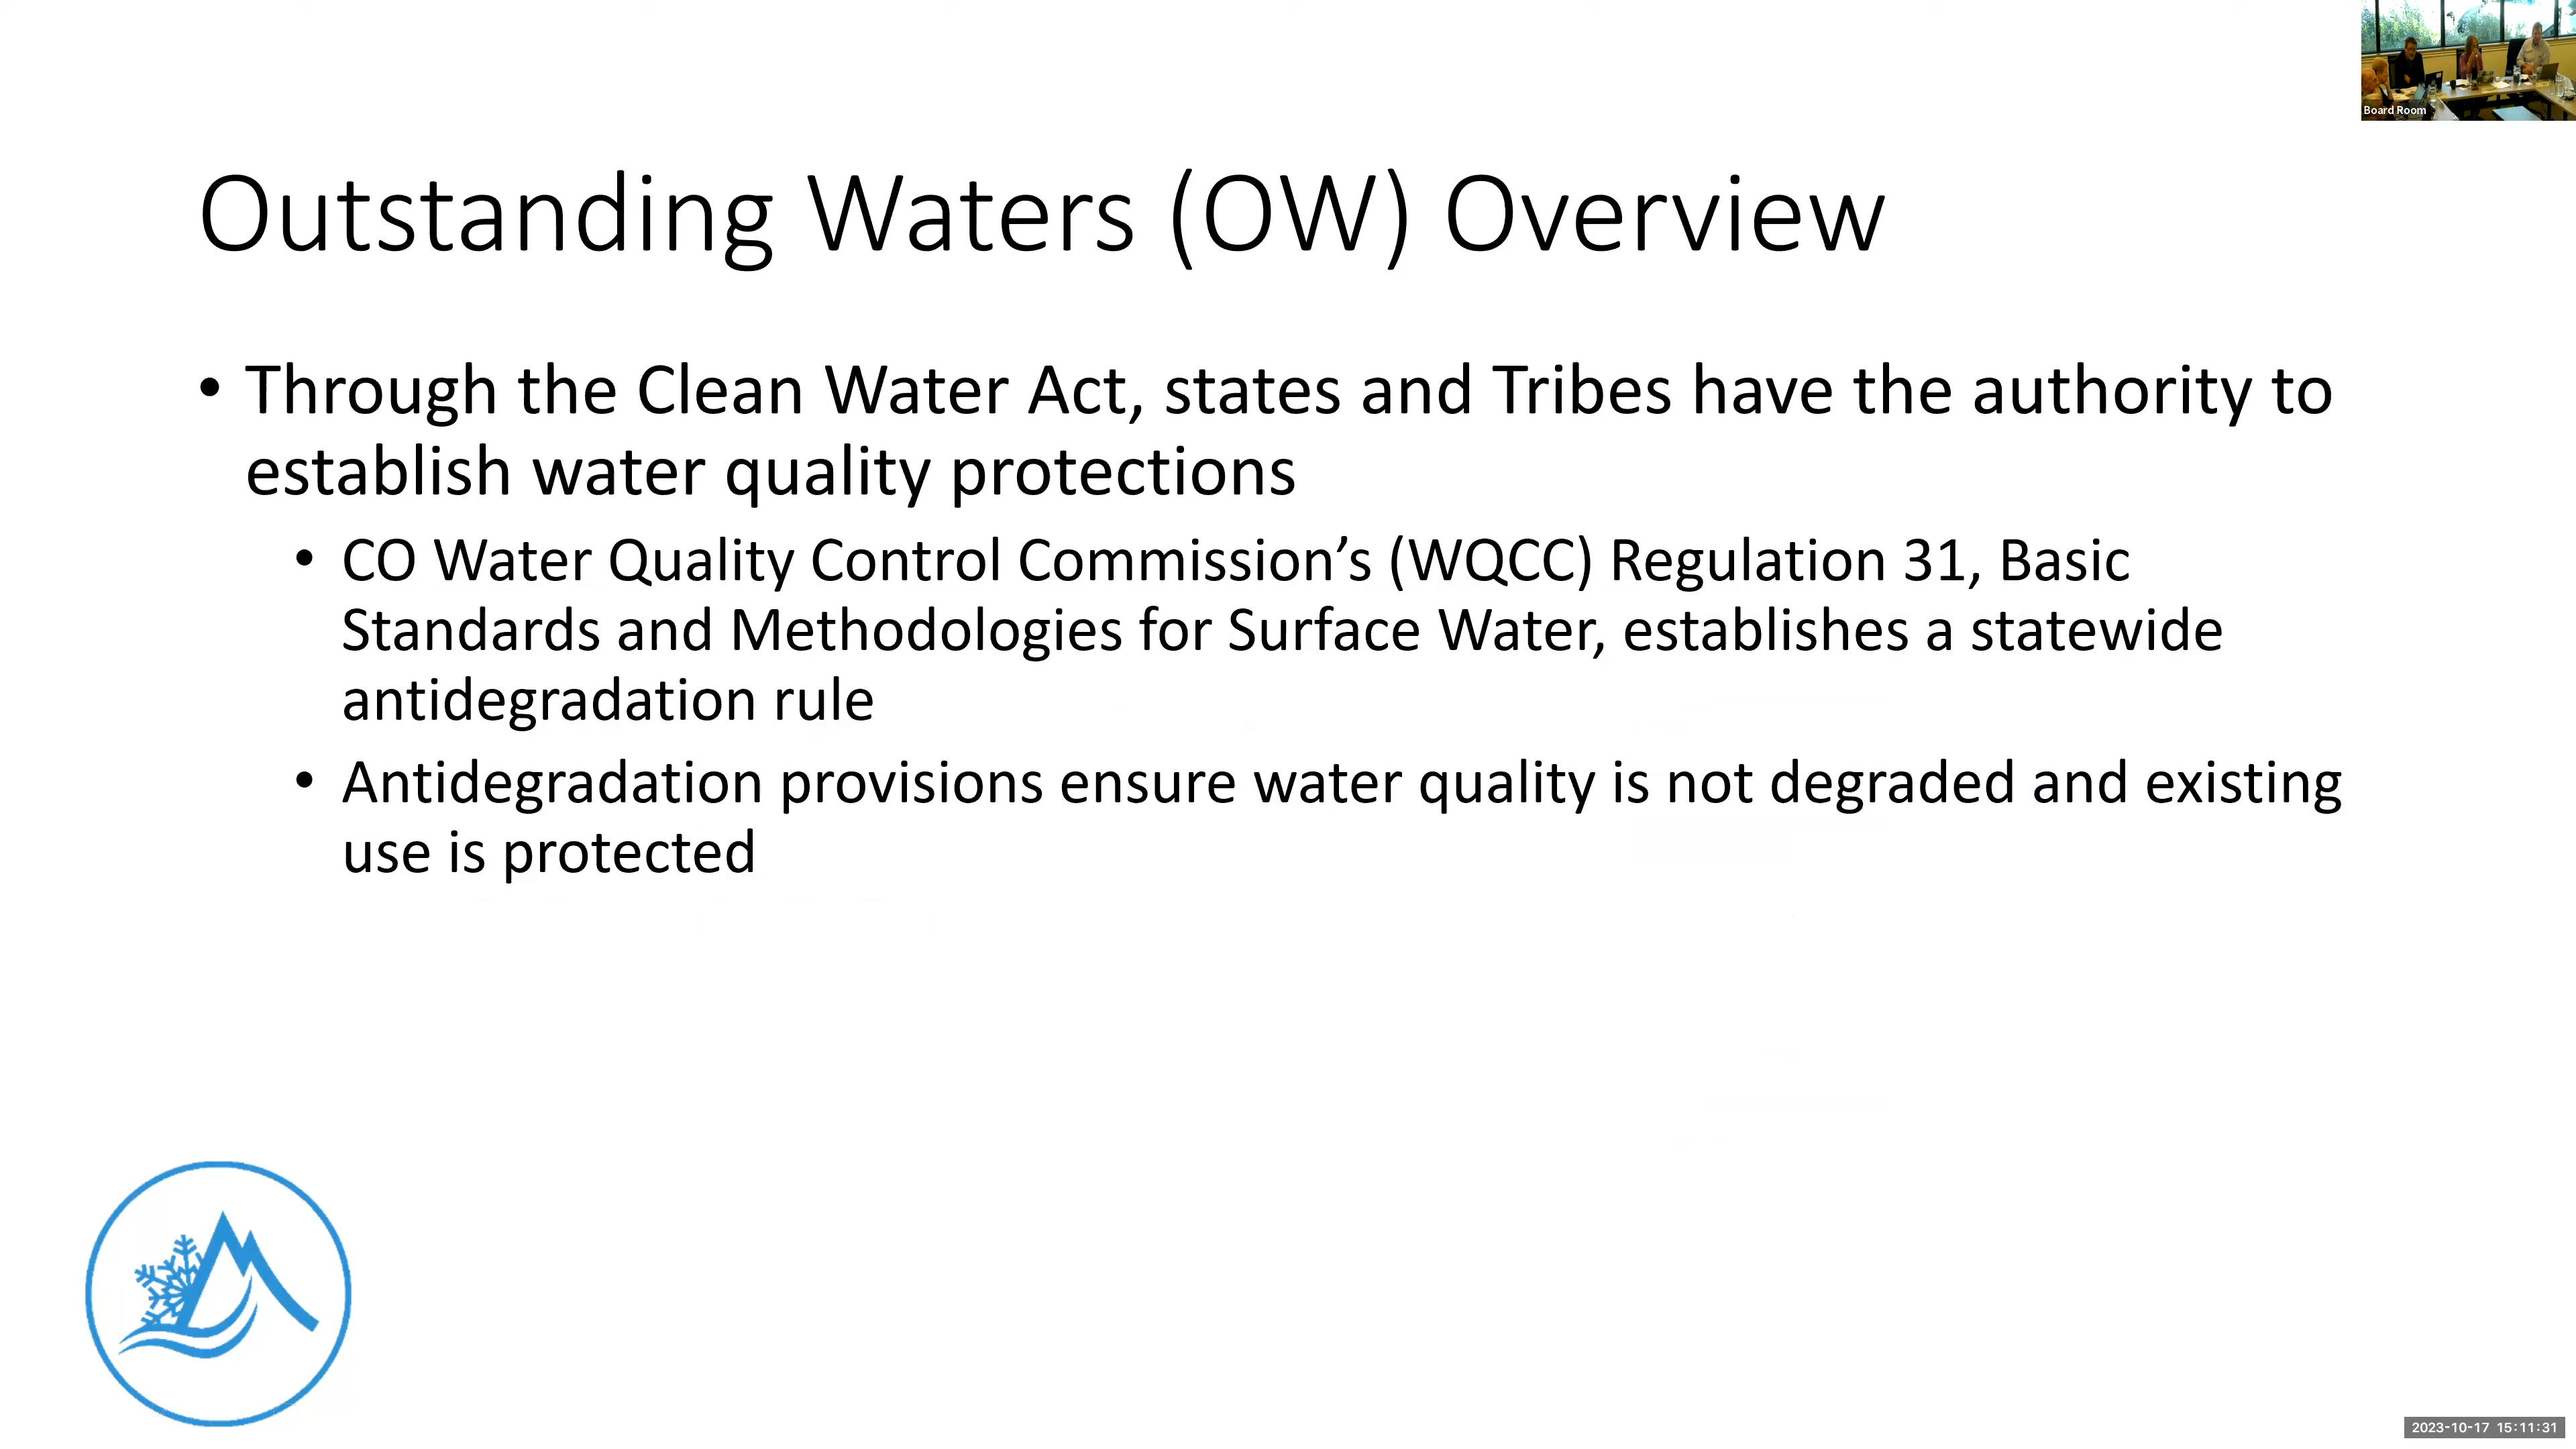 Board Room
Outstanding Waters (OW) Overview
• Through the Clean Water Act, states and Tribes have the authority to
establish water quality protections
• CO Water Quality Control Commission’s (WQCC) Regulation 31, Basic
Standards and Methodologies for Surface Water, establishes a statewide
antidegradation rule
• Antidegradation provisions ensure water quality is not degraded and existing
use is protected
2023-10-17 15:11:31